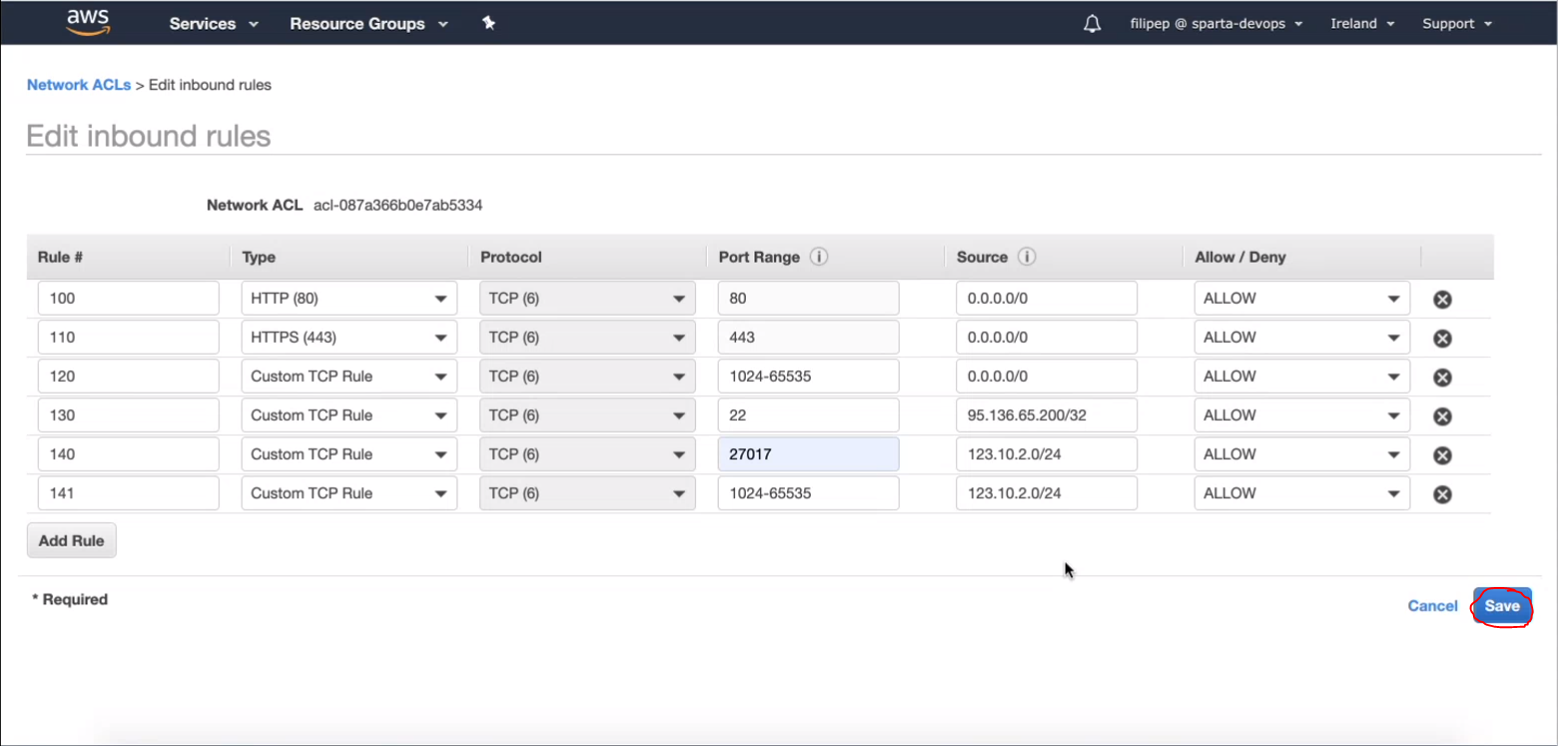 aws Services Resource Groups filipep @ sparta-devops Ireland Support
Network ACLs > Edit inbound rules
Edit inbound rules
Network ACL acl-087a366b0e7ab5334
Rule # Type Protocol Port Range i Source i Allow / Deny
100 HTTP (80) TCP (6) 80 0.0.0.0/0 ALLOW
110 HTTPS (443) TCP (6) 443 0.0.0.0/0 ALLOW
120 Custom TCP Rule TCP (6) 1024-65535 0.0.0.0/0 ALLOW
130 Custom TCP Rule TCP (6) 22 95.136.65.200/32 ALLOW
140 Custom TCP Rule TCP (6) 27017 123.10.2.0/24 ALLOW
141 Custom TCP Rule TCP (6) 1024-65535 123.10.2.0/24 ALLOW
Add Rule
* Required
Cancel Save